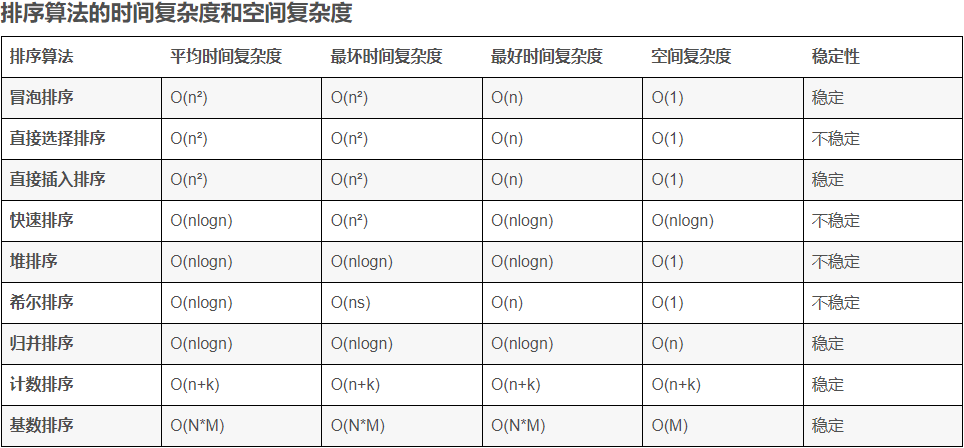 排序算法的时间复杂度和空间复杂度
排序算法 平均时间复杂度 最坏时间复杂度 最好时间复杂度 空间复杂度 稳定性
冒泡排序 O(n²) O(n²) O(n) O(1) 稳定
直接选择排序 O(n²) O(n²) O(n) O(1) 不稳定
直接插入排序 O(n²) O(n²) O(n) O(1) 稳定
快速排序 O(nlogn) O(n²) O(nlogn) O(nlogn) 不稳定
堆排序 O(nlogn) O(nlogn) O(nlogn) O(1) 不稳定
希尔排序 O(nlogn) O(ns) O(n) O(1) 不稳定
归并排序 O(nlogn) O(nlogn) O(nlogn) O(n) 稳定
计数排序 O(n+k) O(n+k) O(n+k) O(n+k) 稳定
基数排序 O(N*M) O(N*M) O(N*M) O(M) 稳定